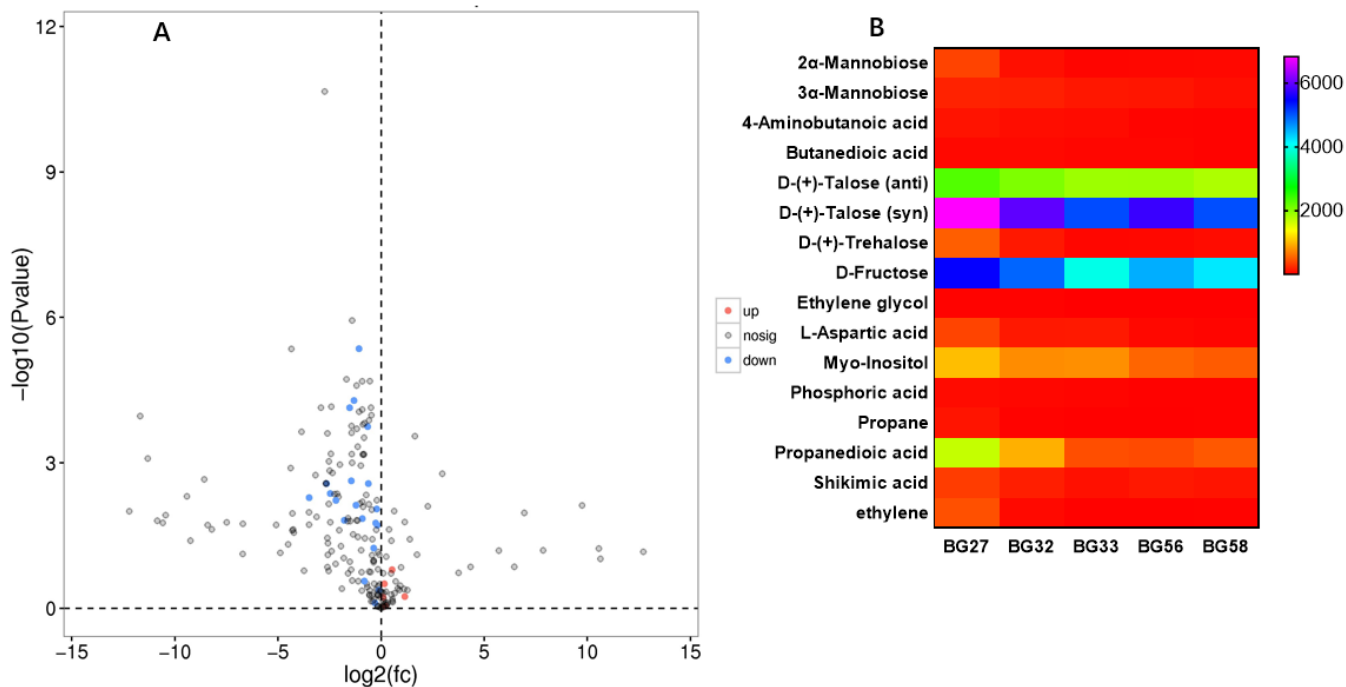 A
12
9
6
3
0
−log10(Pvalue)
−15
−10
−5
0
5
10
15
log2(fc)
up
nosig
down
B
2α-Mannobiose
3α-Mannobiose
4-Aminobutanoic acid
Butanedioic acid
D-(+)-Talose (anti)
D-(+)-Talose (syn)
D-(+)-Trehalose
D-Fructose
Ethylene glycol
L-Aspartic acid
Myo-Inositol
Phosphoric acid
Propane
Propanedioic acid
Shikimic acid
ethylene
BG27 BG32 BG33 BG56 BG58
6000
4000
2000